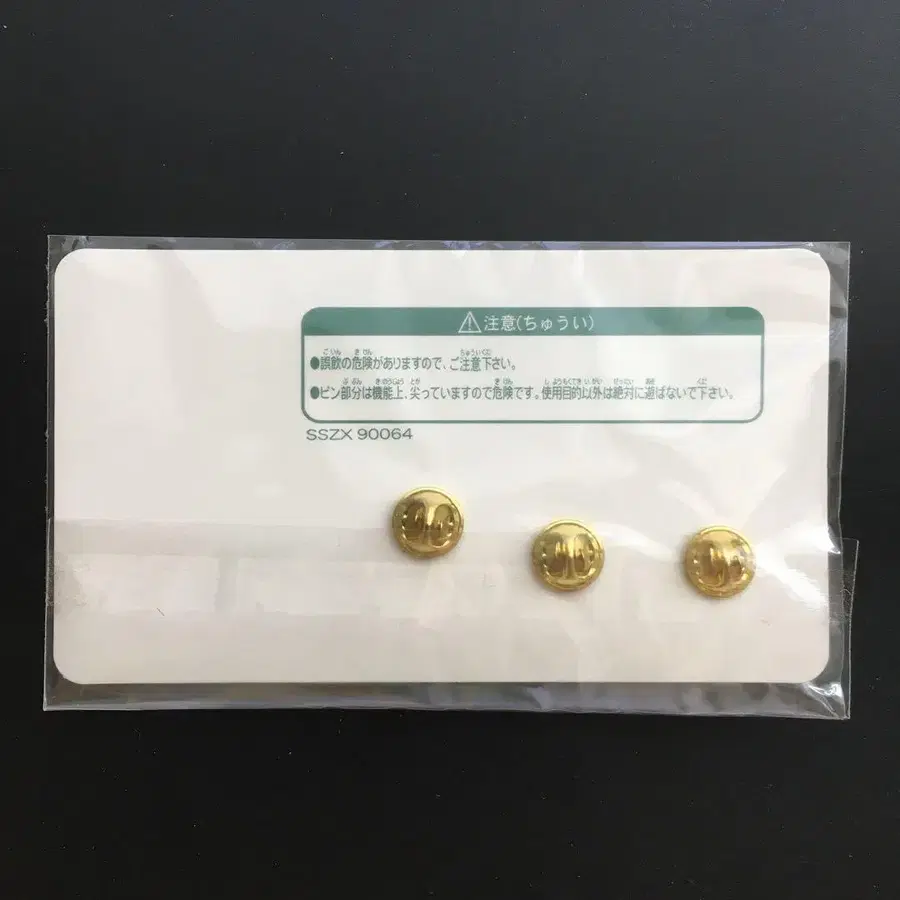 ⚠注意(ちゅうい)
●誤飲の危険がありますので、ご注意下さい。
●ピン部分は機能上、尖っていますので危険です。使用目的以外は絶対に遊ばないで下さい。
SSZX 90064